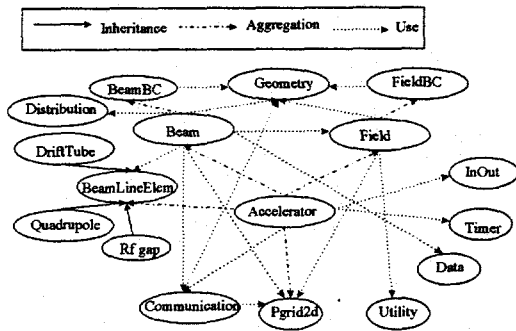 Inheritance
Aggregation
Use
BeamBC
Geometry
FieldBC
Distribution
Beam
Field
DriftTube
BeamLineElem
InOut
Accelerator
Quadrupole
Timer
Rf gap
Data
Communication
Pgrid2d
Utility